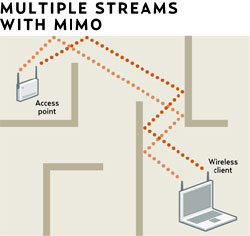 MULTIPLE STREAMS
WITH MIMO
Access
point
Wireless
client